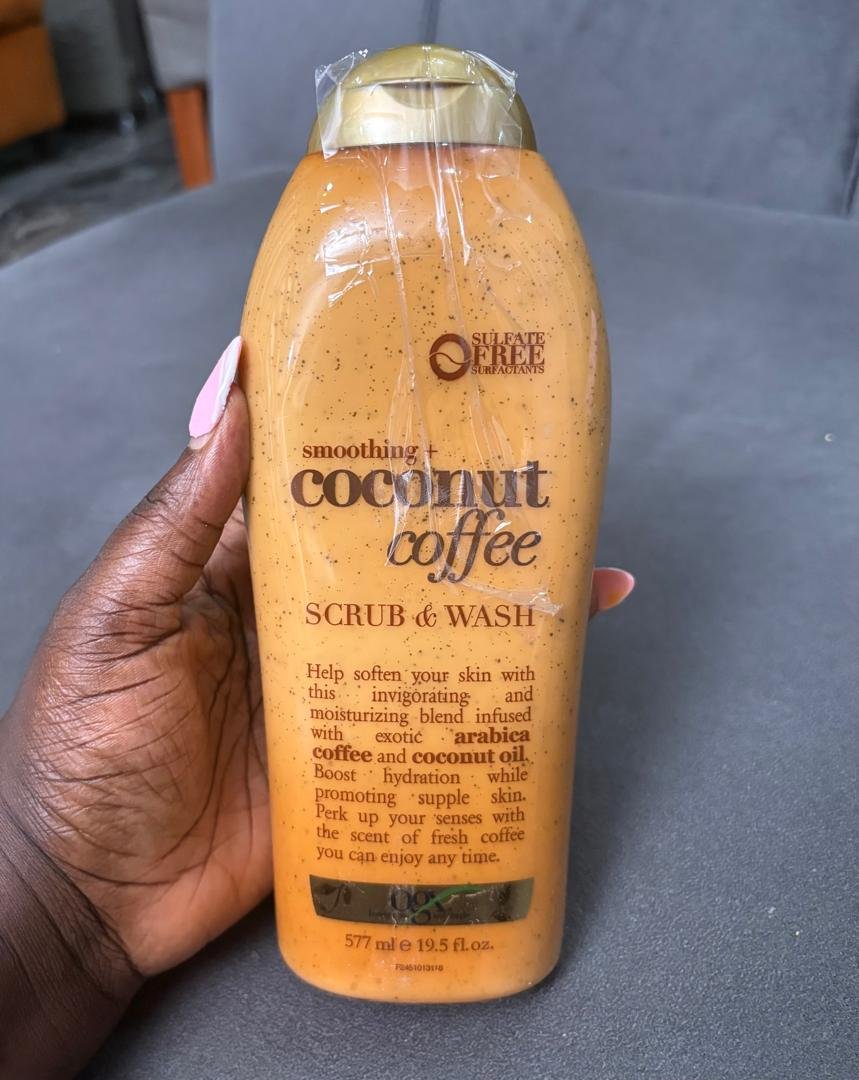 SULFATE
FREE
SURFACTANTS
smoothing +
coconut
coffee
SCRUB & WASH
Help soften your skin with
this invigorating and
moisturizing blend infused
with exotic arabica
coffee and coconut oil.
Boost hydration while
promoting supple skin.
Perk up your senses with
the scent of fresh coffee
you can enjoy any time.
ogx
577 ml e 19.5 fl.oz.